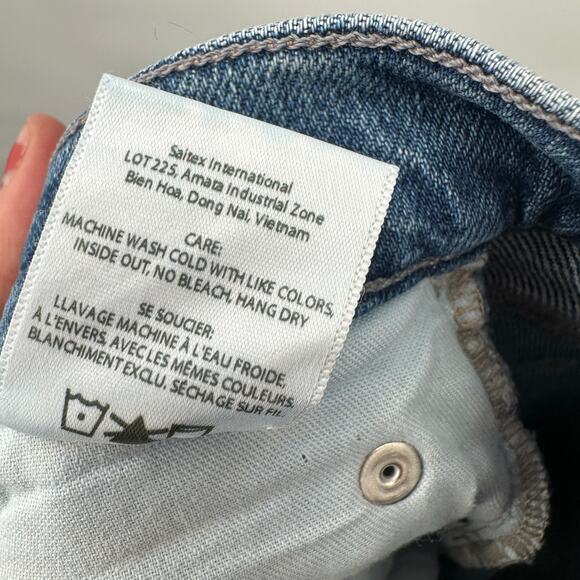 Saitex International
LOT 225, Amata Industrial Zone
Bien Hoa, Dong Nai, Vietnam
CARE:
MACHINE WASH COLD WITH LIKE COLORS,
INSIDE OUT, NO BLEACH, HANG DRY
SE SOUCIER:
LLAVAGE MACHINE À L'EAU FROIDE,
À L'ENVERS, AVEC LES MÊMES COULEURS,
BLANCHIMENT EXCLU. SÉCHAGE SUR FIL